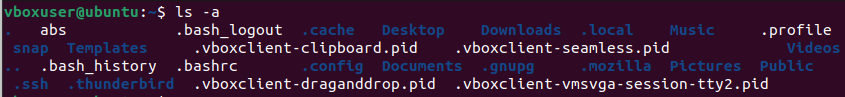 vboxuser@ubuntu:~$ ls -a
. abs .bash_logout .cache Desktop Downloads .local Music .profile
snap Templates .vboxclient-clipboard.pid .vboxclient-seamless.pid Videos
.. .bash_history .bashrc .config Documents .gnupg .mozilla Pictures Public
.ssh .thunderbird .vboxclient-draganddrop.pid .vboxclient-vmsvga-session-tty2.pid